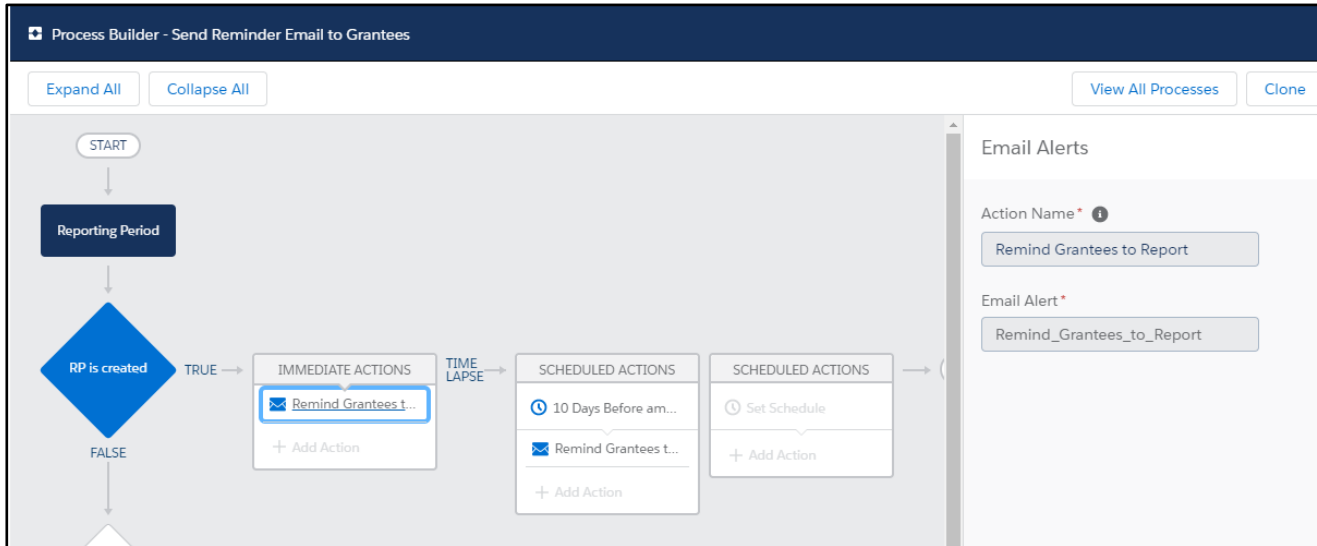 Process Builder - Send Reminder Email to Grantees
Expand All
Collapse All
View All Processes
Clone
START
Reporting Period
RP is created
TRUE
IMMEDIATE ACTIONS
Remind Grantees t...
+ Add Action
TIME
LAPSE
SCHEDULED ACTIONS
10 Days Before am...
Remind Grantees t...
+ Add Action
SCHEDULED ACTIONS
Set Schedule
+ Add Action
FALSE
Email Alerts
Action Name*
Remind Grantees to Report
Email Alert*
Remind_Grantees_to_Report